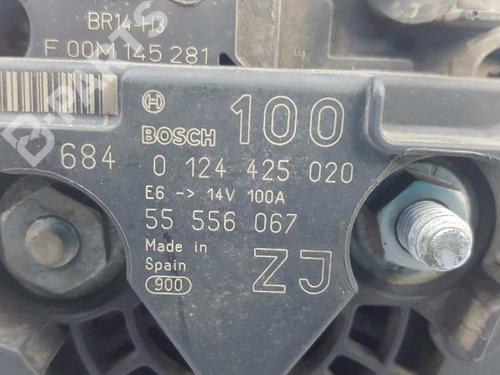 BR14-H3
F 00M 145 281
BOSCH 100
684 0 124 425 020
E6 -> 14V 100A
55 556 067
Made in
Spain
ZJ
900
B-PARTS